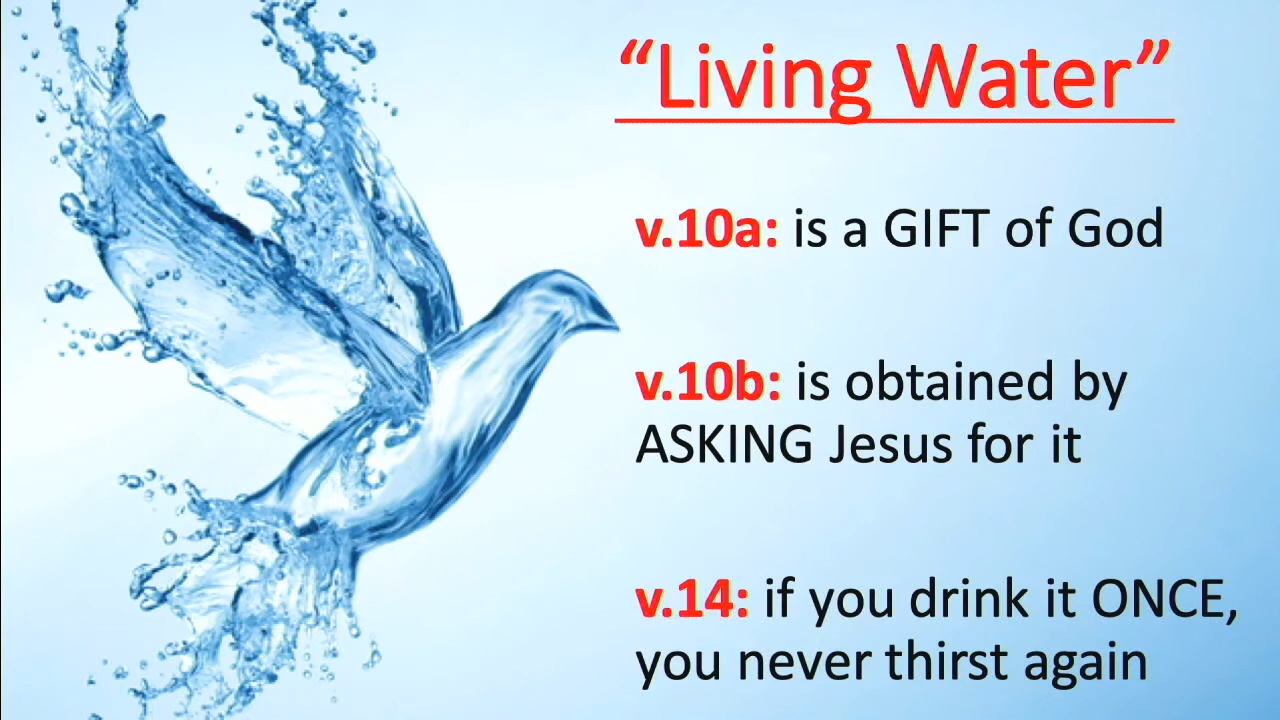 “Living Water”
v.10a: is a GIFT of God
v.10b: is obtained by
ASKING Jesus for it
v.14: if you drink it ONCE,
you never thirst again